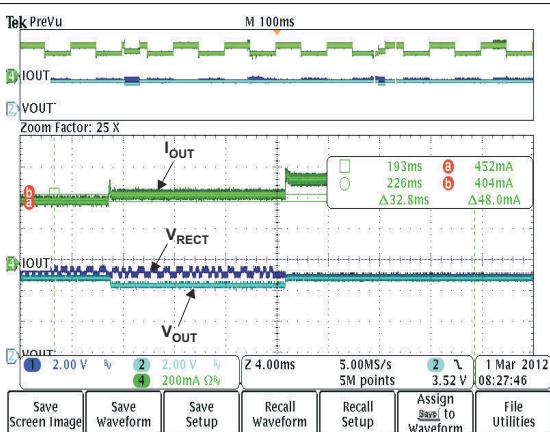 Tek PreVu M 100ms
4 IOUT
2 VOUT
Zoom Factor: 25 X
IOUT
193ms a 452mA
226ms b 404mA
Δ32.8ms Δ48.0mA
b
a
VRECT
4 IOUT
VOUT
2 VOUT
1 2.00 V 2 2.00 V Z 4.00ms 5.00MS/s 2 1 Mar 2012
4 200mA Ω 5M points 3.52 V 08:27:46
Save Screen Image
Save Waveform
Save Setup
Recall Waveform
Recall Setup
Assign Save to Waveform
File Utilities